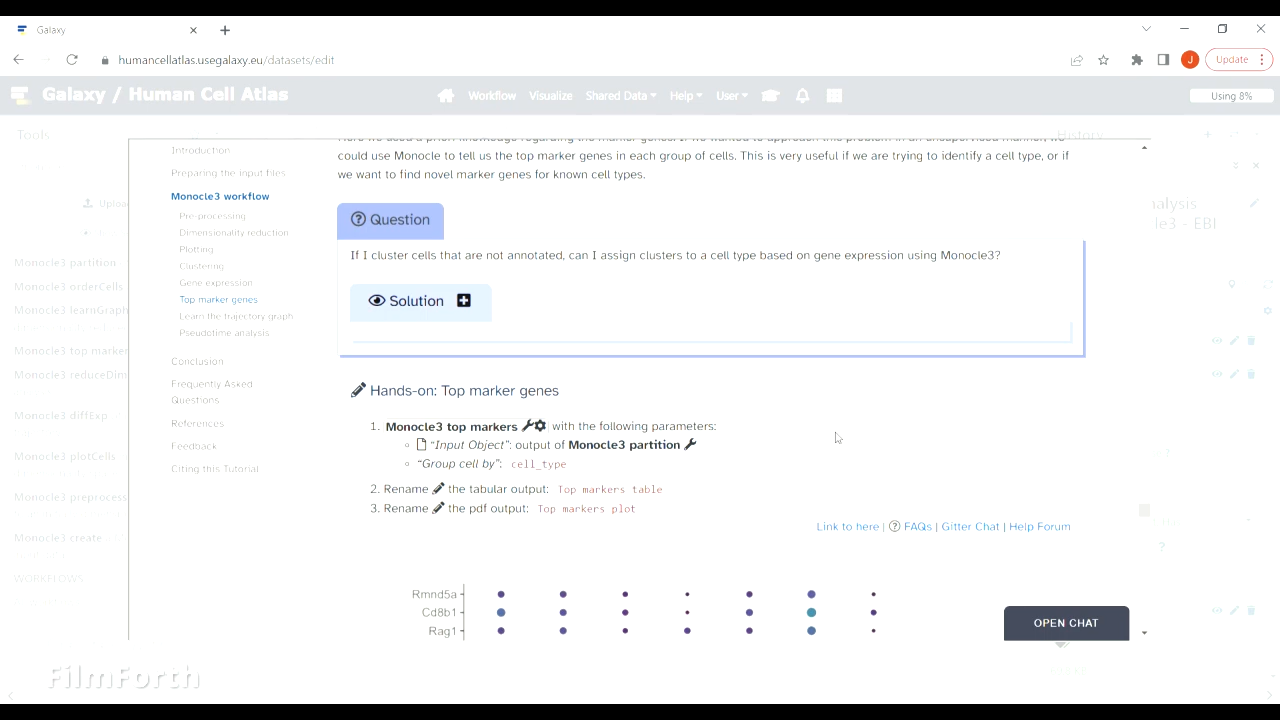 Galaxy
humancellatlas.usegalaxy.eu/datasets/edit
J
Update
Galaxy / Human Cell Atlas
Workflow
Visualize
Shared Data
Help
User
Using 8%
Tools
History
Introduction
Preparing the input files
Monocle3 workflow
Pre-processing
Dimensionality reduction
Plotting
Clustering
Gene expression
Top marker genes
Learn the trajectory graph
Pseudotime analysis
Conclusion
Frequently Asked
Questions
References
Feedback
Citing this Tutorial
could use Monocle to tell us the top marker genes in each group of cells. This is very useful if we are trying to identify a cell type, or if
we want to find novel marker genes for known cell types.
Question
If I cluster cells that are not annotated, can I assign clusters to a cell type based on gene expression using Monocle3?
Solution
Hands-on: Top marker genes
1. Monocle3 top markers with the following parameters:
"Input Object": output of Monocle3 partition
"Group cell by": cell_type
2. Rename the tabular output: Top markers table
3. Rename the pdf output: Top markers plot
Link to here | FAQs | Gitter Chat | Help Forum
Rmnd5a
Cd8b1
Rag1
OPEN CHAT
Uploa
Monocle3 partition
Monocle3 orderCells
Monocle3 learnGraph
Monocle3 top marker
Monocle3 reduceDim
Monocle3 diffExp
Monocle3 plotCells
Monocle3 preprocess
Monocle3 create
WORKFLOWS
alysis
le3 - EBI
FilmForth